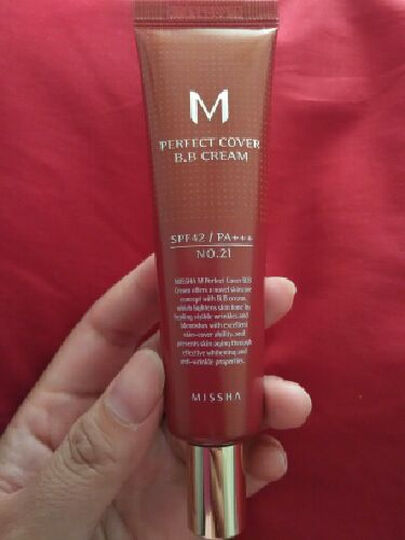 M
PERFECT COVER
B.B CREAM
SPF42 / PA+++
NO.21
MISSHA M Perfect Cover B.B
Cream offers a novel skincare
concept with B.B cream,
which lightens skin tone by
healing visible wrinkles and
blemishes with excellent
skin-cover ability, and
prevents skin aging through
effective whitening and
anti-wrinkle properties.
MISSHA